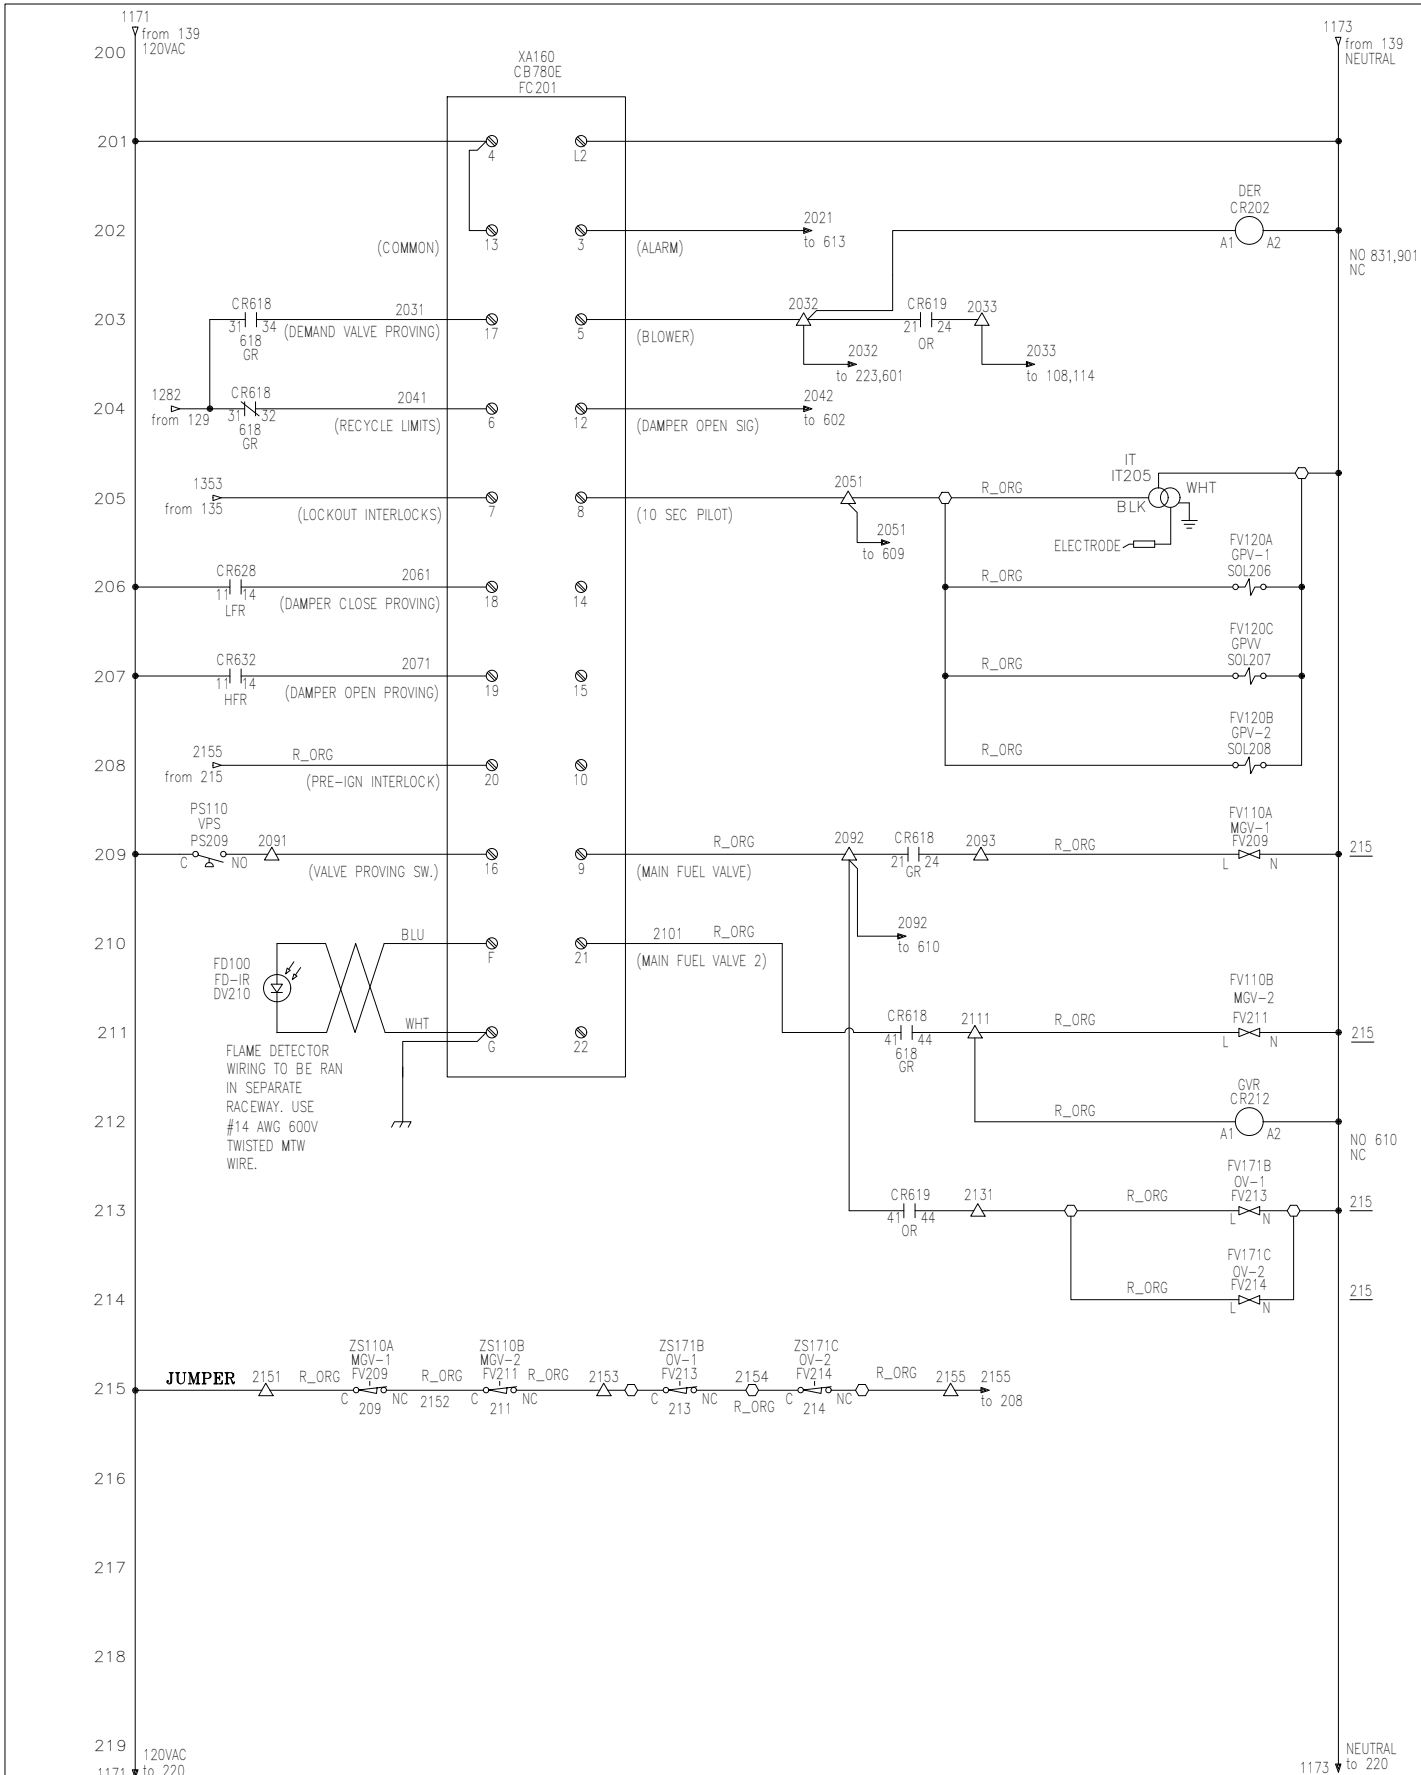 1171
from 139
120VAC
1173
from 139
NEUTRAL
200
XA160
CB780E
FC201
201
4
L2
202
(COMMON)
13
3
(ALARM)
2021
to 613
DER
CR202
A1
A2
NO 831,901
NC
203
CR618
31
34
618
GR
2031
(DEMAND VALVE PROVING)
17
5
(BLOWER)
2032
CR619
21
24
OR
2033
2032
to 223,601
2033
to 108,114
204
1282
from 129
CR618
31
32
618
GR
2041
(RECYCLE LIMITS)
6
12
(DAMPER OPEN SIG)
2042
to 602
205
1353
from 135
(LOCKOUT INTERLOCKS)
7
8
(10 SEC PILOT)
2051
2051
to 609
R_ORG
IT
IT205
BLK
WHT
ELECTRODE
206
CR628
11
14
LFR
2061
(DAMPER CLOSE PROVING)
18
14
R_ORG
FV120A
GPV-1
SOL206
207
CR632
11
14
HFR
2071
(DAMPER OPEN PROVING)
19
15
R_ORG
FV120C
GPVV
SOL207
208
2155
from 215
R_ORG
(PRE-IGN INTERLOCK)
20
10
R_ORG
FV120B
GPV-2
SOL208
209
PS110
VPS
PS209
C
NO
2091
(VALVE PROVING SW.)
16
9
(MAIN FUEL VALVE)
R_ORG
2092
CR618
21
24
GR
2093
R_ORG
FV110A
MGV-1
FV209
L
N
215
2092
to 610
210
FD100
FD-IR
DV210
BLU
F
21
2101
R_ORG
(MAIN FUEL VALVE 2)
211
WHT
G
22
CR618
41
44
618
GR
2111
R_ORG
FV110B
MGV-2
FV211
L
N
215
FLAME DETECTOR
WIRING TO BE RAN
IN SEPARATE
RACEWAY. USE
#14 AWG 600V
TWISTED MTW
WIRE.
212
R_ORG
GVR
CR212
A1
A2
NO 610
NC
213
CR619
41
44
OR
2131
R_ORG
FV171B
OV-1
FV213
L
N
215
214
R_ORG
FV171C
OV-2
FV214
L
N
215
215
JUMPER
2151
R_ORG
ZS110A
MGV-1
FV209
C
NC
209
R_ORG
2152
ZS110B
MGV-2
FV211
C
NC
211
R_ORG
2153
ZS171B
OV-1
FV213
C
NC
213
2154
R_ORG
ZS171C
OV-2
FV214
C
NC
214
R_ORG
2155
2155
to 208
216
217
218
219
120VAC
1171
to 220
NEUTRAL
1173
to 220